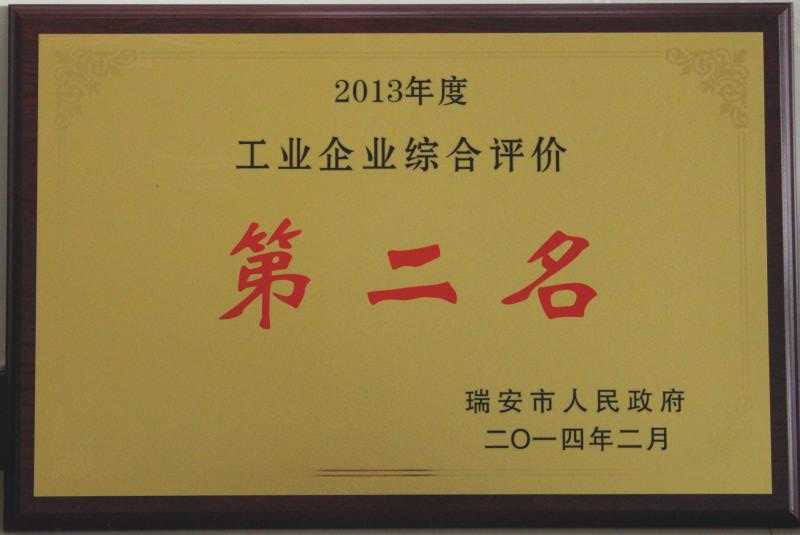 2013年度
工业企业综合评价
第二名
瑞安市人民政府
二〇一四年二月